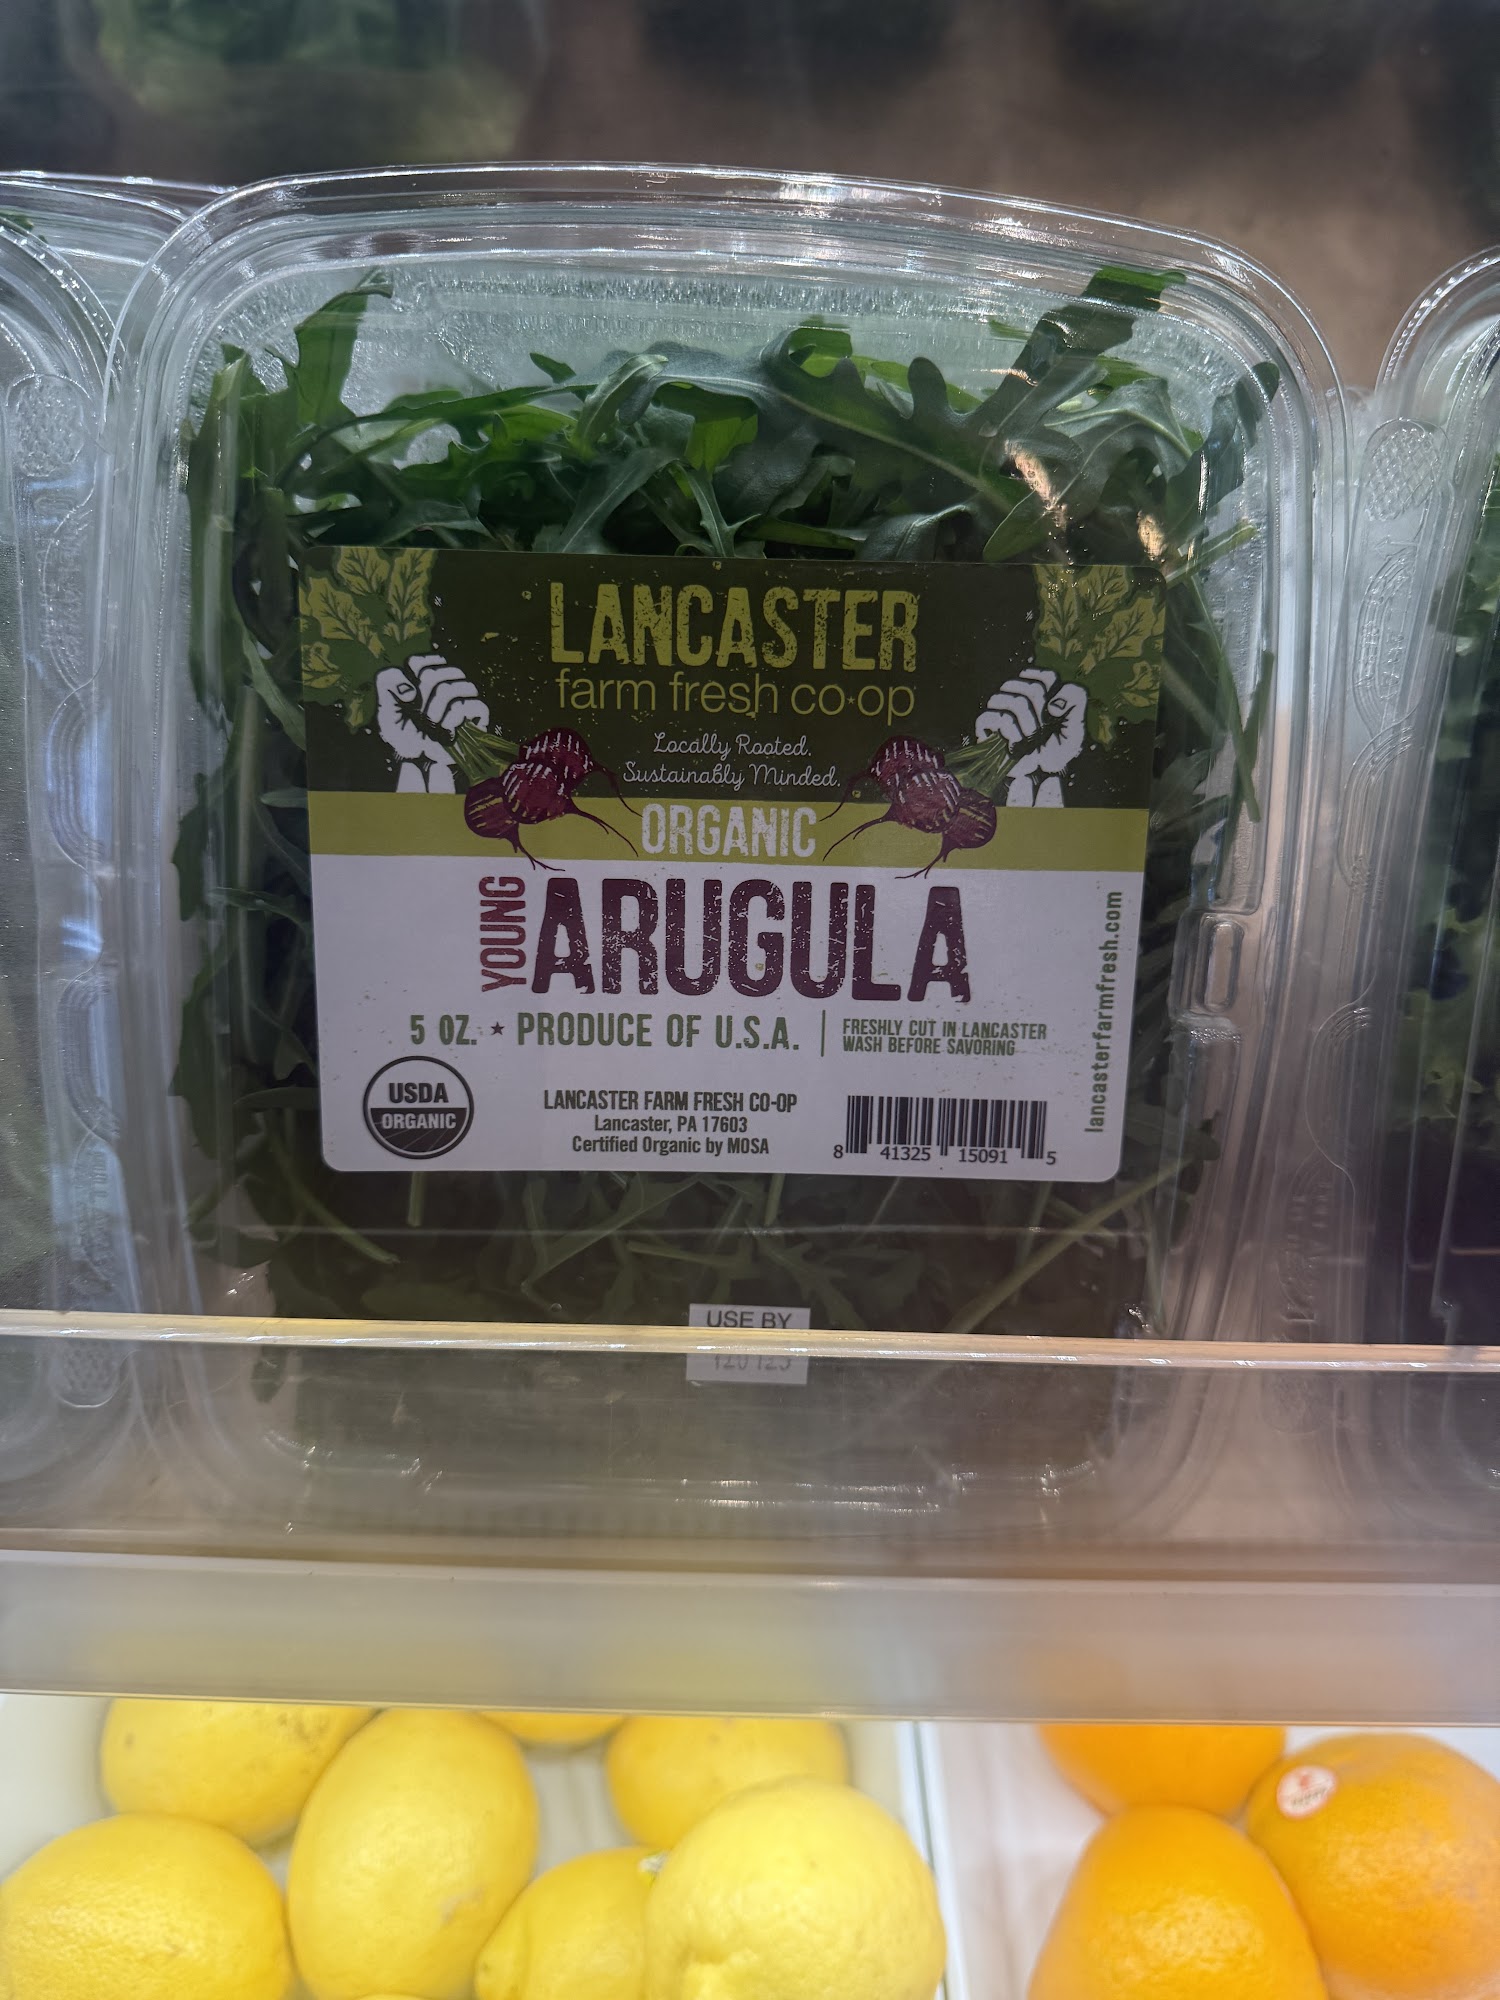 LANCASTER
farm fresh co•op
Locally Rooted.
Sustainably Minded.
ORGANIC
YOUNG
ARUGULA
5 OZ. ★ PRODUCE OF U.S.A. | FRESHLY CUT IN LANCASTER
WASH BEFORE SAVORING
lancasterfarmfresh.com
USDA
ORGANIC
LANCASTER FARM FRESH CO-OP
Lancaster, PA 17603
Certified Organic by MOSA
8 41325 15091 5
USE BY